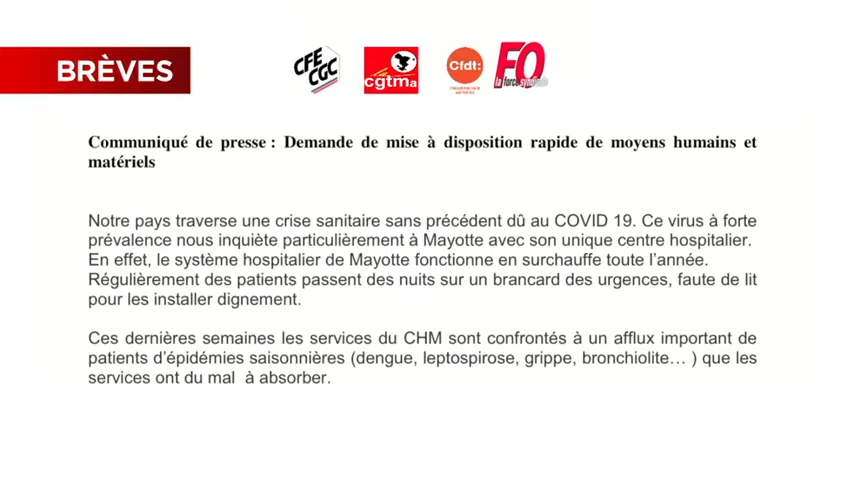 BRÈVES
CFE
CGC
la cgtma
Cfdt:
FO
la force syndicale
Communiqué de presse : Demande de mise à disposition rapide de moyens humains et
matériels
Notre pays traverse une crise sanitaire sans précédent dû au COVID 19. Ce virus à forte
prévalence nous inquiète particulièrement à Mayotte avec son unique centre hospitalier.
En effet, le système hospitalier de Mayotte fonctionne en surchauffe toute l’année.
Régulièrement des patients passent des nuits sur un brancard des urgences, faute de lit
pour les installer dignement.
Ces dernières semaines les services du CHM sont confrontés à un afflux important de
patients d’épidémies saisonnières (dengue, leptospirose, grippe, bronchiolite… ) que les
services ont du mal à absorber.